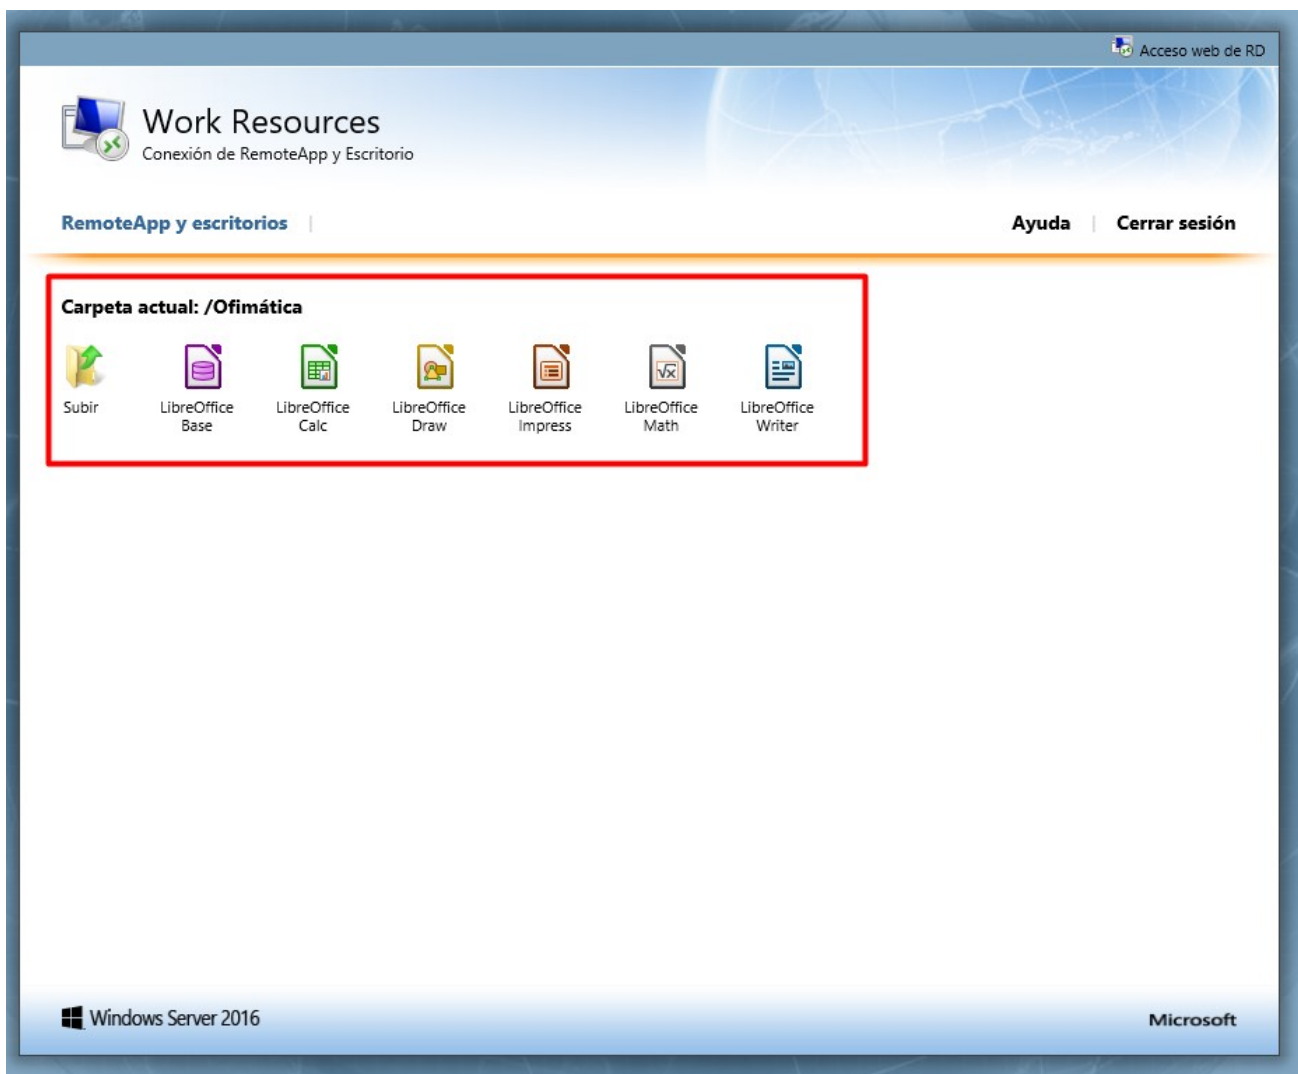 Acceso web de RD
Work Resources
Conexión de RemoteApp y Escritorio
RemoteApp y escritorios
Ayuda
Cerrar sesión
Carpeta actual: /Ofimática
Subir
LibreOffice
Base
LibreOffice
Calc
LibreOffice
Draw
LibreOffice
Impress
LibreOffice
Math
LibreOffice
Writer
Windows Server 2016
Microsoft